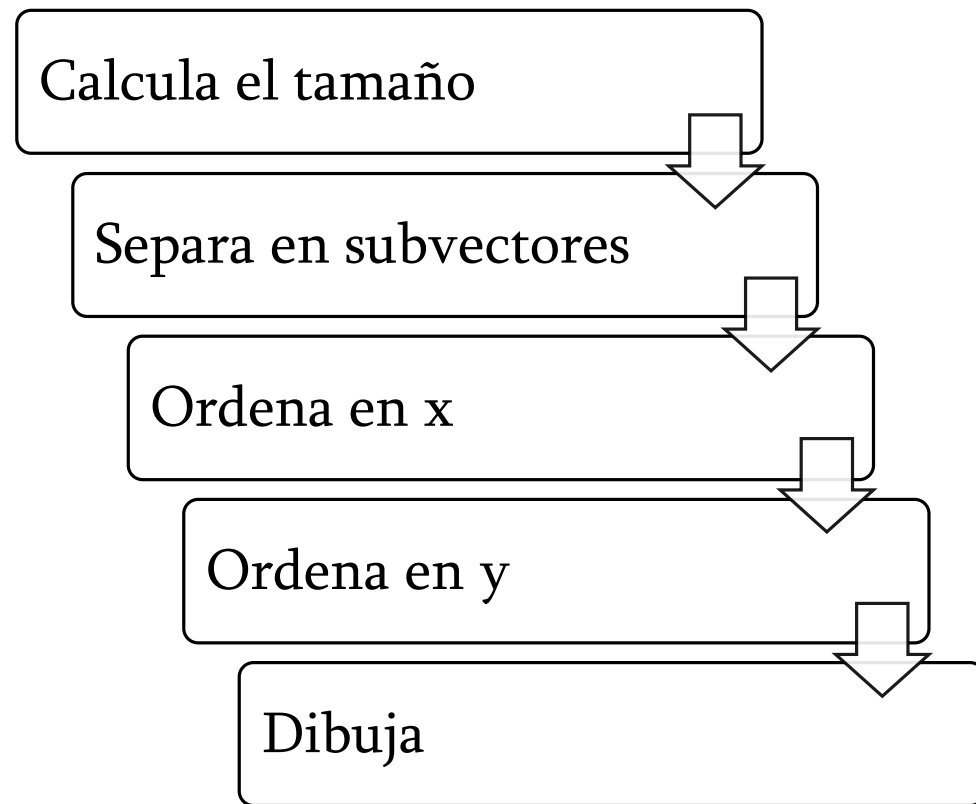 Calcula el tamaño
Separa en subvectores
Ordena en x
Ordena en y
Dibuja